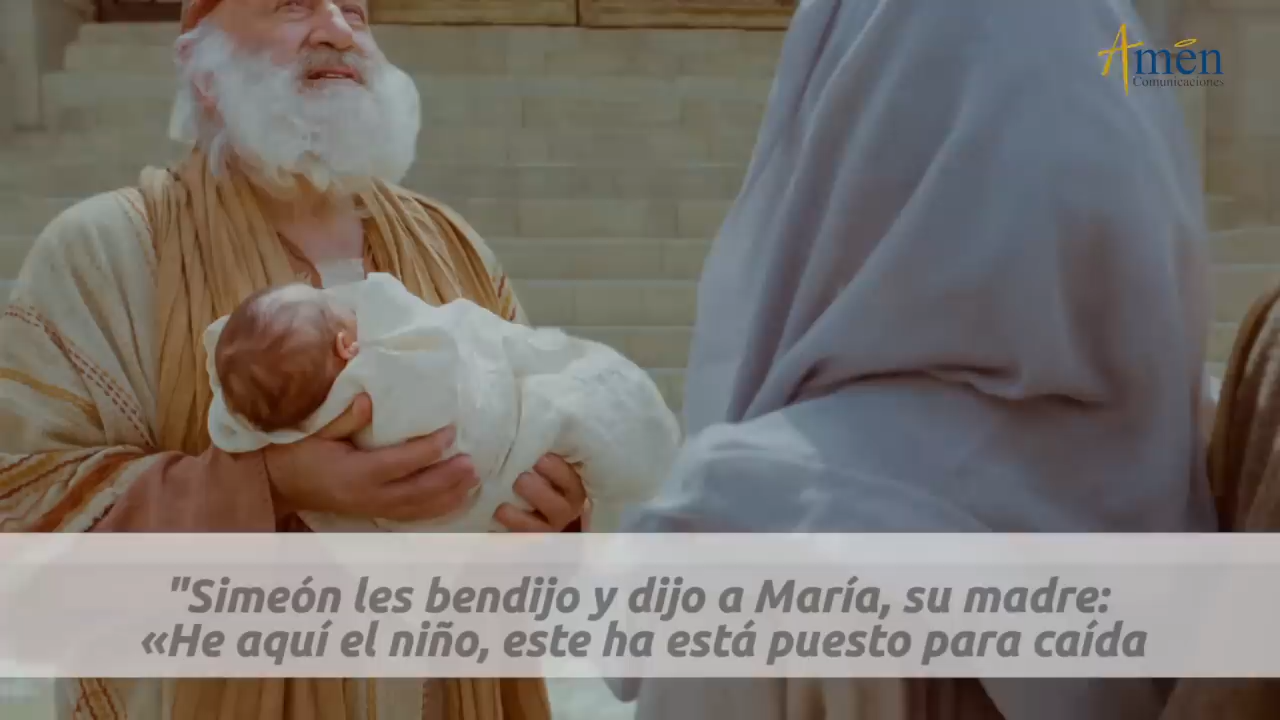 Amén
Comunicaciones
"Simeón les bendijo y dijo a María, su madre:
«He aquí el niño, este ha está puesto para caída